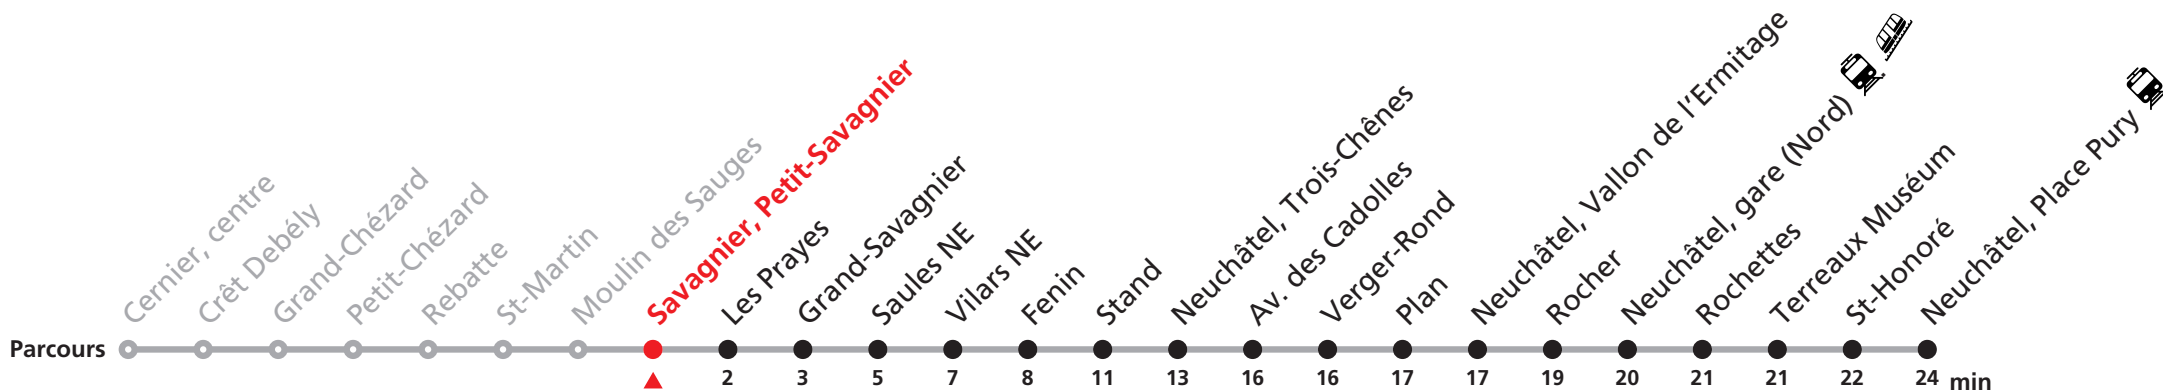 Cernier, centre
Crêt Debély
Grand-Chézard
Petit-Chézard
Rebatte
St-Martin
Moulin des Sauges
Savagnier, Petit-Savagnier
Les Prayes
Grand-Savagnier
Saules NE
Vilars NE
Fenin
Stand
Neuchâtel, Trois-Chênes
Av. des Cadolles
Verger-Rond
Plan
Neuchâtel, Vallon de l'Ermitage
Rocher
Neuchâtel, gare (Nord)
Rochettes
Terreaux Muséum
St-Honoré
Neuchâtel, Place Pury
Parcours
2 3 5 7 8 11 13 16 16 17 17 19 20 21 21 22 24 min